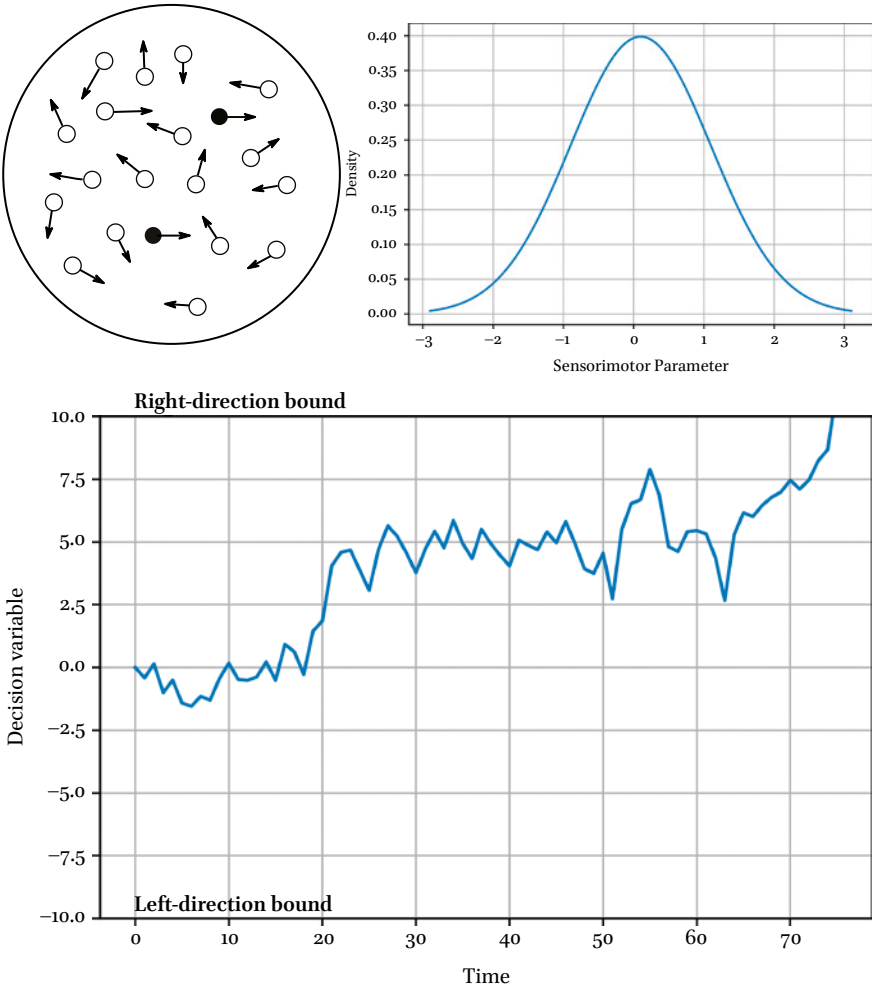 0.40
0.35
0.30
0.25
0.20
0.15
0.10
0.05
0.00
Density
−3 −2 −1 0 1 2 3
Sensorimotor Parameter
Right-direction bound
10.0
7.5
5.0
2.5
0.0
−2.5
−5.0
−7.5
−10.0
Decision variable
Left-direction bound
0 10 20 30 40 50 60 70
Time